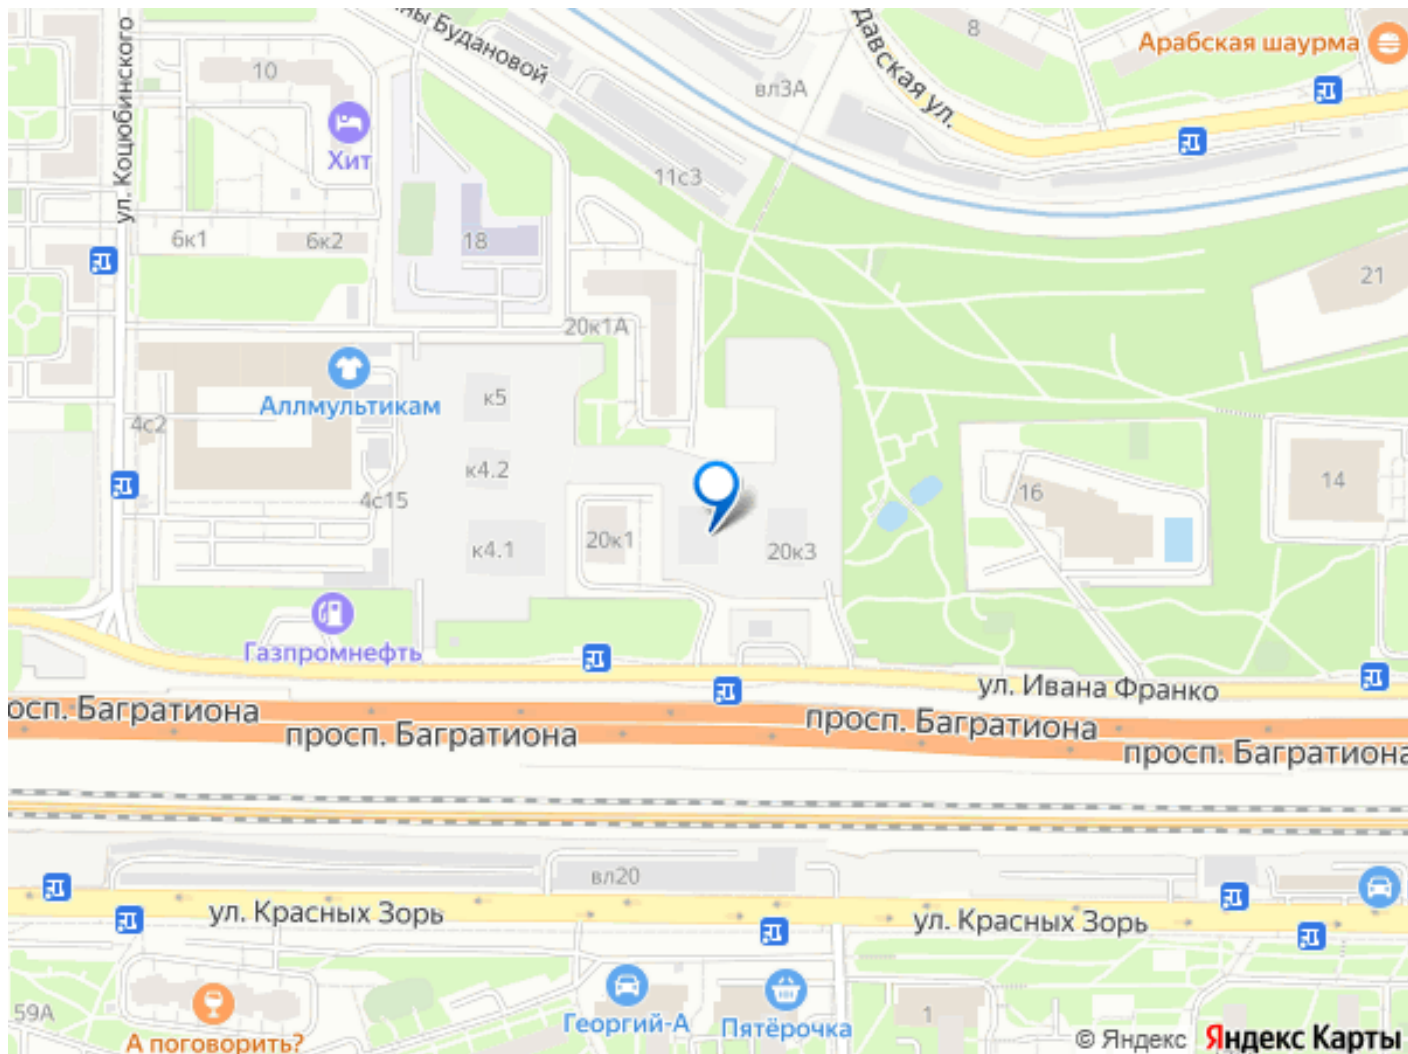 ул. Коцюбинского
ны Будановой
давская ул.
8
Арабская шаурма
10
вл3А
Хит
11с3
6к1
6к2
18
21
20к1А
Аллмультикам
к5
4с2
к4.2
4с15
16
14
к4.1
20к1
20к3
Газпромнефть
ул. Ивана Франко
осп. Багратиона
просп. Багратиона
просп. Багратиона
просп. Багратиона
вл20
ул. Красных Зорь
ул. Красных Зорь
59А
А поговорить?
Георгий-А
Пятёрочка
1
© Яндекс Яндекс Карты